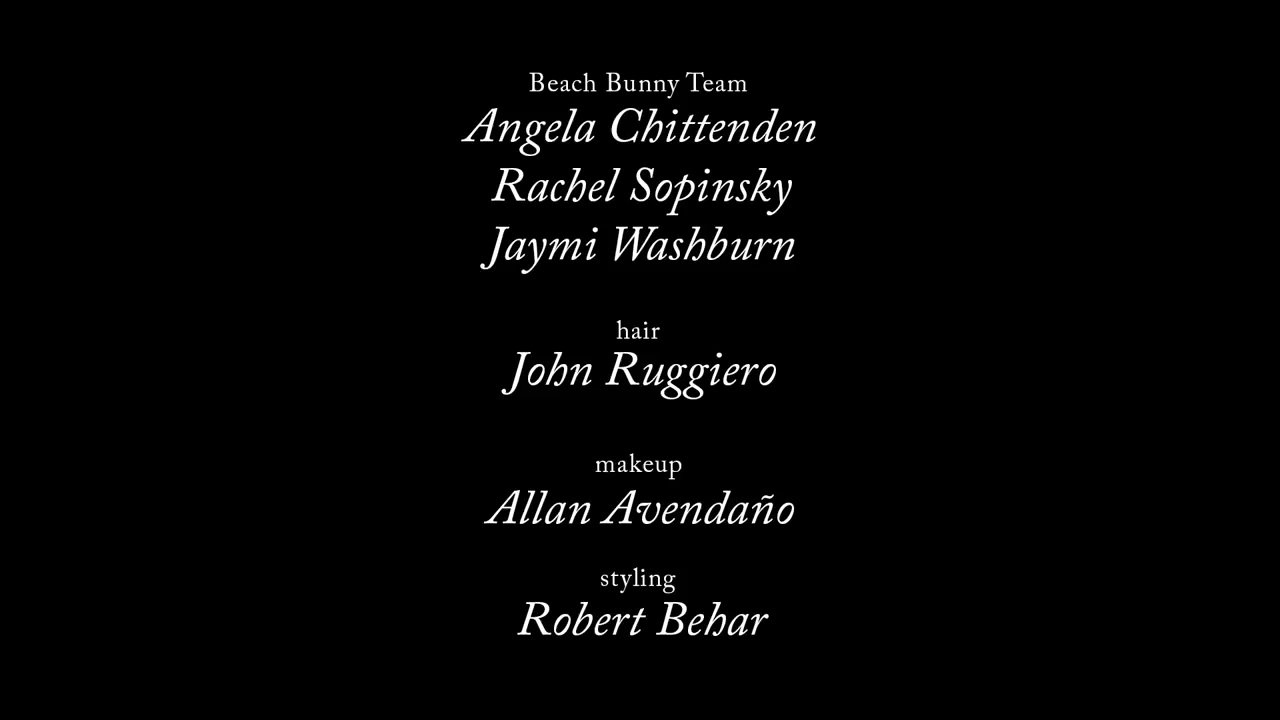 Beach Bunny Team
Angela Chittenden
Rachel Sopinsky
Jaymi Washburn
hair
John Ruggiero
makeup
Allan Avendaño
styling
Robert Behar